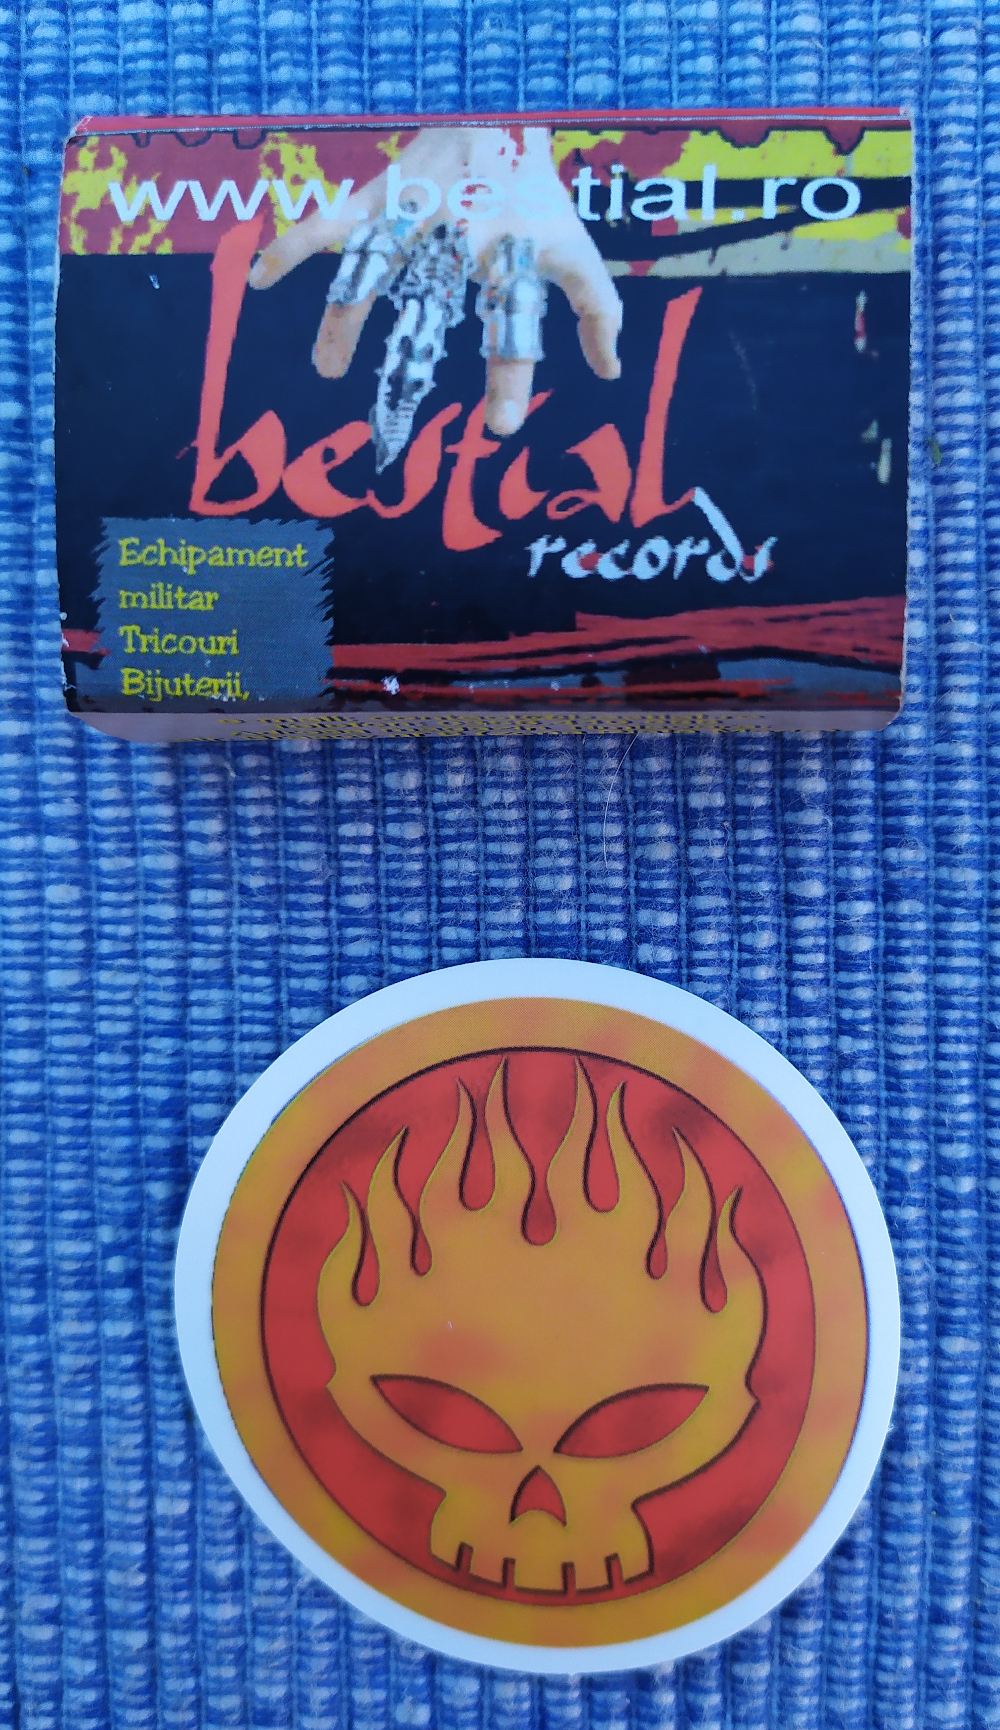 www.bestial.ro
bestial
records
Echipament
militar
Tricouri
Bijuterii,